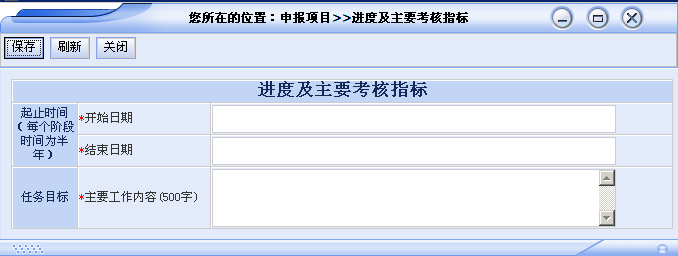 您所在的位置：申报项目>>进度及主要考核指标
保存 刷新 关闭
进度及主要考核指标
起止时间
（每个阶段
时间为半
年）
*开始日期
*结束日期
任务目标
*主要工作内容(500字)